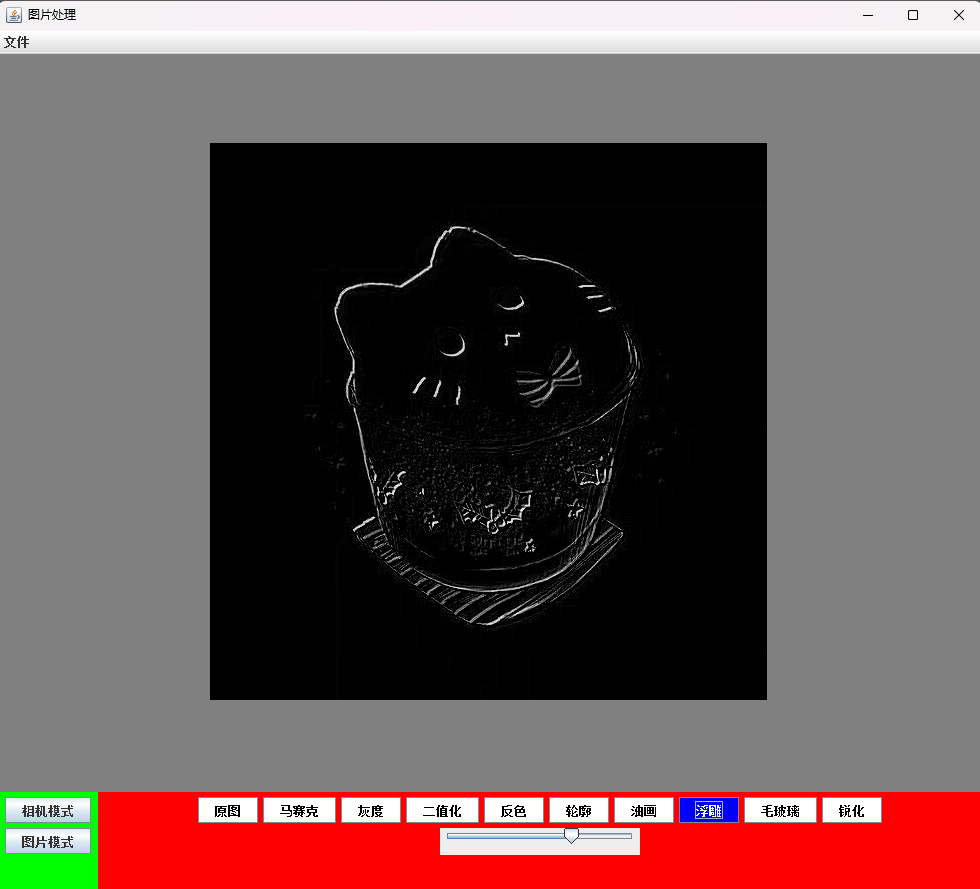 图片处理
文件
相机模式
图片模式
原图 马赛克 灰度 二值化 反色 轮廓 油画 浮雕 毛玻璃 锐化